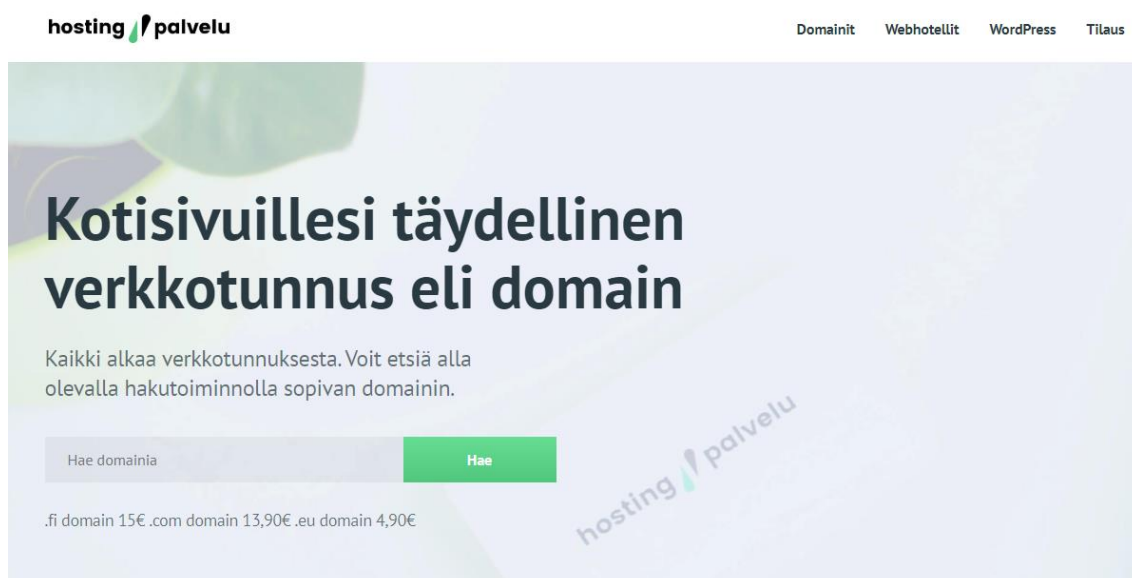 hosting palvelu
Domainit Webhotellit WordPress Tilaus
Kotisivuillesi täydellinen
verkkotunnus eli domain
Kaikki alkaa verkkotunnuksesta. Voit etsiä alla
olevalla hakutoiminnolla sopivan domainin.
Hae domainia
Hae
.fi domain 15€ .com domain 13,90€ .eu domain 4,90€
hosting palvelu